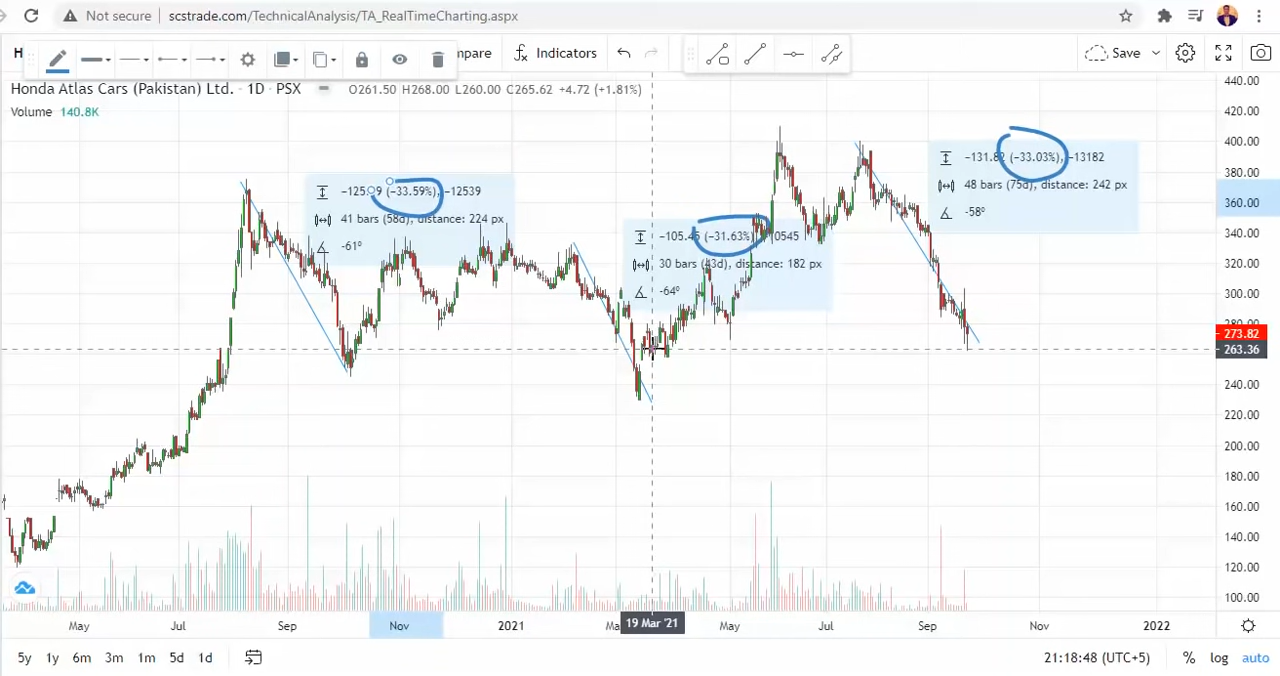 Not secure scstrade.com/TechnicalAnalysis/TA_RealTimeCharting.aspx
H mpare Indicators Save
Honda Atlas Cars (Pakistan) Ltd. · 1D · PSX O261.50 H268.00 L260.00 C265.62 +4.72 (+1.81%)
Volume 140.8K
−33.59%), −12539
41 bars (58d), distance: 224 px
−61º
(−31.63%)
30 bars (43d), distance: 182 px
−64º
(−33.03%), −13182
48 bars (75d), distance: 242 px
−58º
440.00
420.00
400.00
380.00
360.00
340.00
320.00
300.00
280.00
273.82
263.36
240.00
220.00
200.00
180.00
160.00
140.00
120.00
100.00
May Jul Sep Nov 2021 19 Mar '21 May Jul Sep Nov 2022
5y 1y 6m 3m 1m 5d 1d 21:18:48 (UTC+5) % log auto